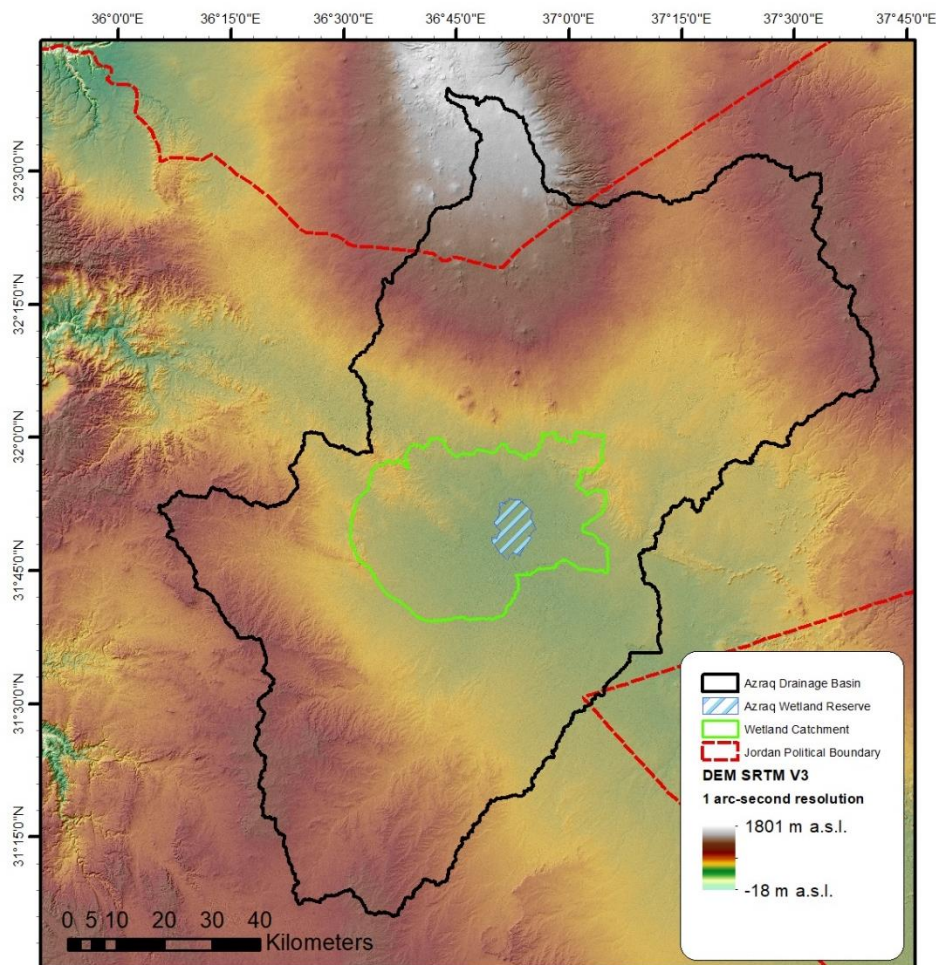 36°0'0"E 36°15'0"E 36°30'0"E 36°45'0"E 37°0'0"E 37°15'0"E 37°30'0"E 37°45'0"E
32°30'0"N
32°15'0"N
32°0'0"N
31°45'0"N
31°30'0"N
31°15'0"N
Azraq Drainage Basin
Azraq Wetland Reserve
Wetland Catchment
Jordan Political Boundary
DEM SRTM V3
1 arc-second resolution
1801 m a.s.l.
-18 m a.s.l.
0 5 10 20 30 40
Kilometers